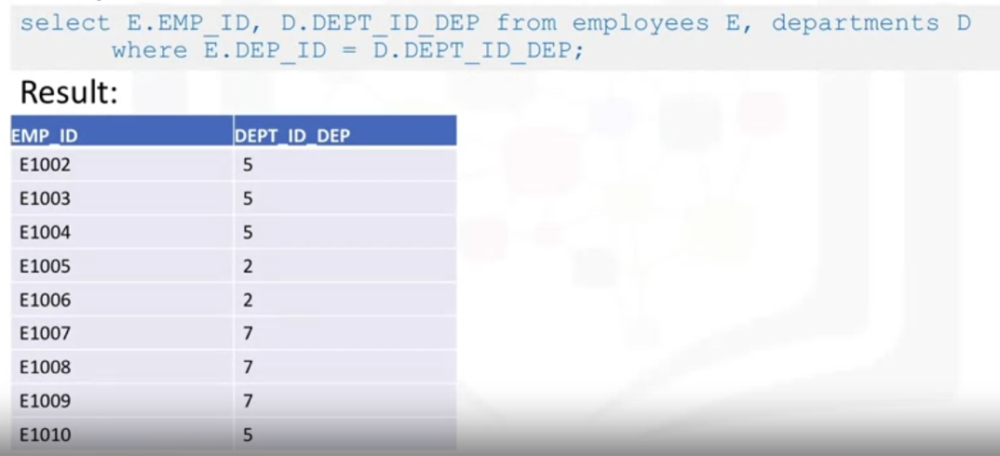 select E.EMP_ID, D.DEPT_ID_DEP from employees E, departments D
where E.DEP_ID = D.DEPT_ID_DEP;
Result:
EMP_ID DEPT_ID_DEP
E1002 5
E1003 5
E1004 5
E1005 2
E1006 2
E1007 7
E1008 7
E1009 7
E1010 5